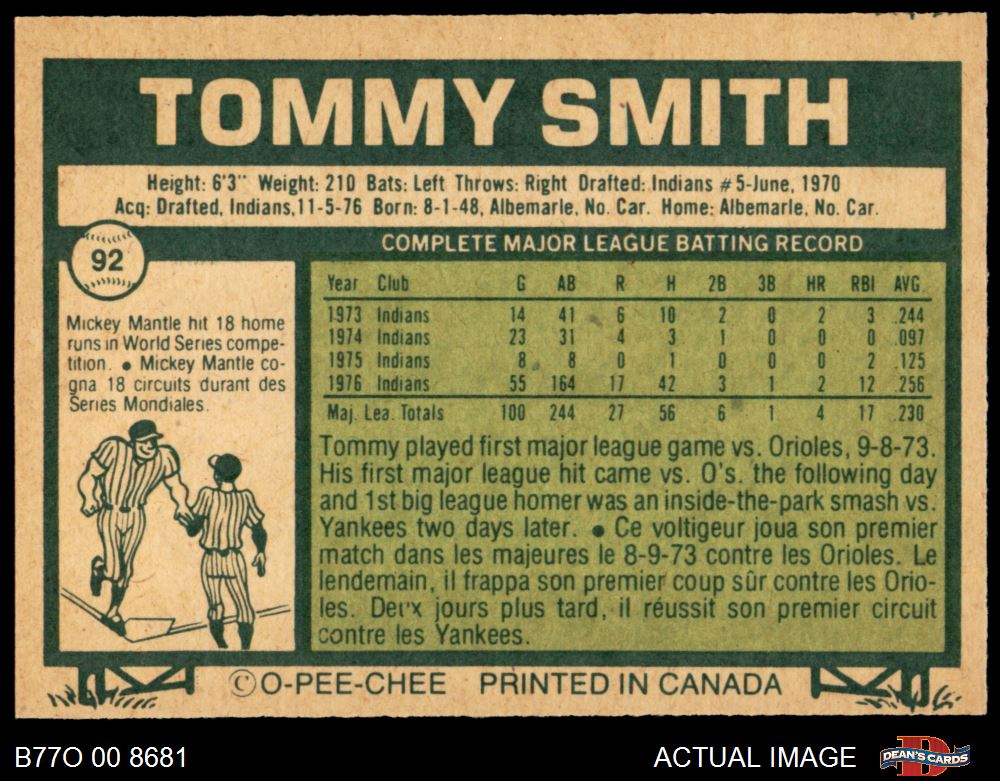 TOMMY SMITH
Height: 6'3" Weight: 210 Bats: Left Throws: Right Drafted: Indians #5-June, 1970
Acq: Drafted, Indians,11-5-76 Born: 8-1-48, Albemarle, No. Car. Home: Albemarle, No. Car.
92
COMPLETE MAJOR LEAGUE BATTING RECORD
Year Club G AB R H 2B 3B HR RBI AVG.
1973 Indians 14 41 6 10 2 0 2 3 .244
1974 Indians 23 31 4 3 1 0 0 0 .097
1975 Indians 8 8 0 1 0 0 0 2 .125
1976 Indians 55 164 17 42 3 1 2 12 .256
Maj. Lea. Totals 100 244 27 56 6 1 4 17 .230
Mickey Mantle hit 18 home
runs in World Series compe-
tition. ● Mickey Mantle co-
gna 18 circuits durant des
Series Mondiales.
Tommy played first major league game vs. Orioles, 9-8-73.
His first major league hit came vs. O's. the following day
and 1st big league homer was an inside-the-park smash vs.
Yankees two days later. ● Ce voltigeur joua son premier
match dans les majeures le 8-9-73 contre les Orioles. Le
lendemain, il frappa son premier coup sûr contre les Orio-
les. Deux jours plus tard, il réussit son premier circuit
contre les Yankees.
©O-PEE-CHEE PRINTED IN CANADA
B77O 00 8681
ACTUAL IMAGE
DEAN'S CARDS